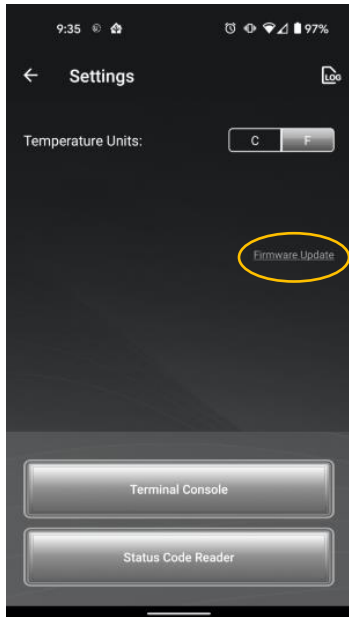 9:35 97%
Settings LOG
Temperature Units: C F
Firmware Update
Terminal Console
Status Code Reader